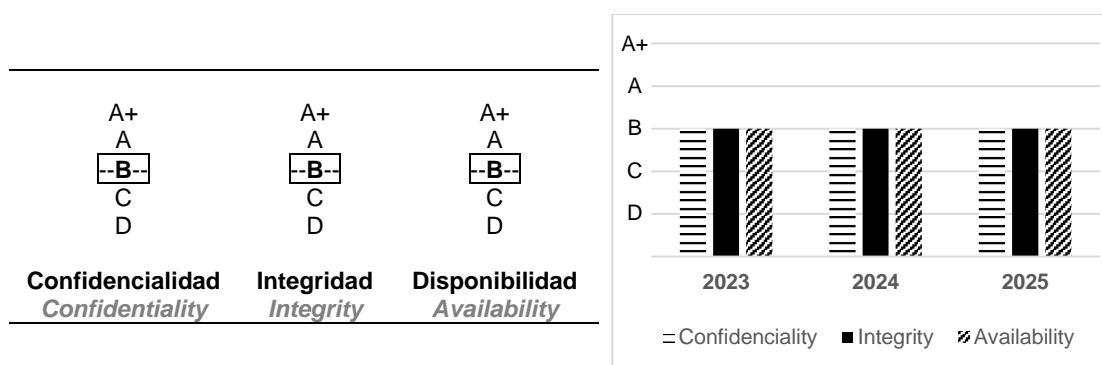 A+ A+ A+
A A A
--B-- --B-- --B--
C C C
D D D
Confidencialidad Integridad Disponibilidad
Confidentiality Integrity Availability
A+
A
B
C
D
2023 2024 2025
Confidenciality Integrity Availability